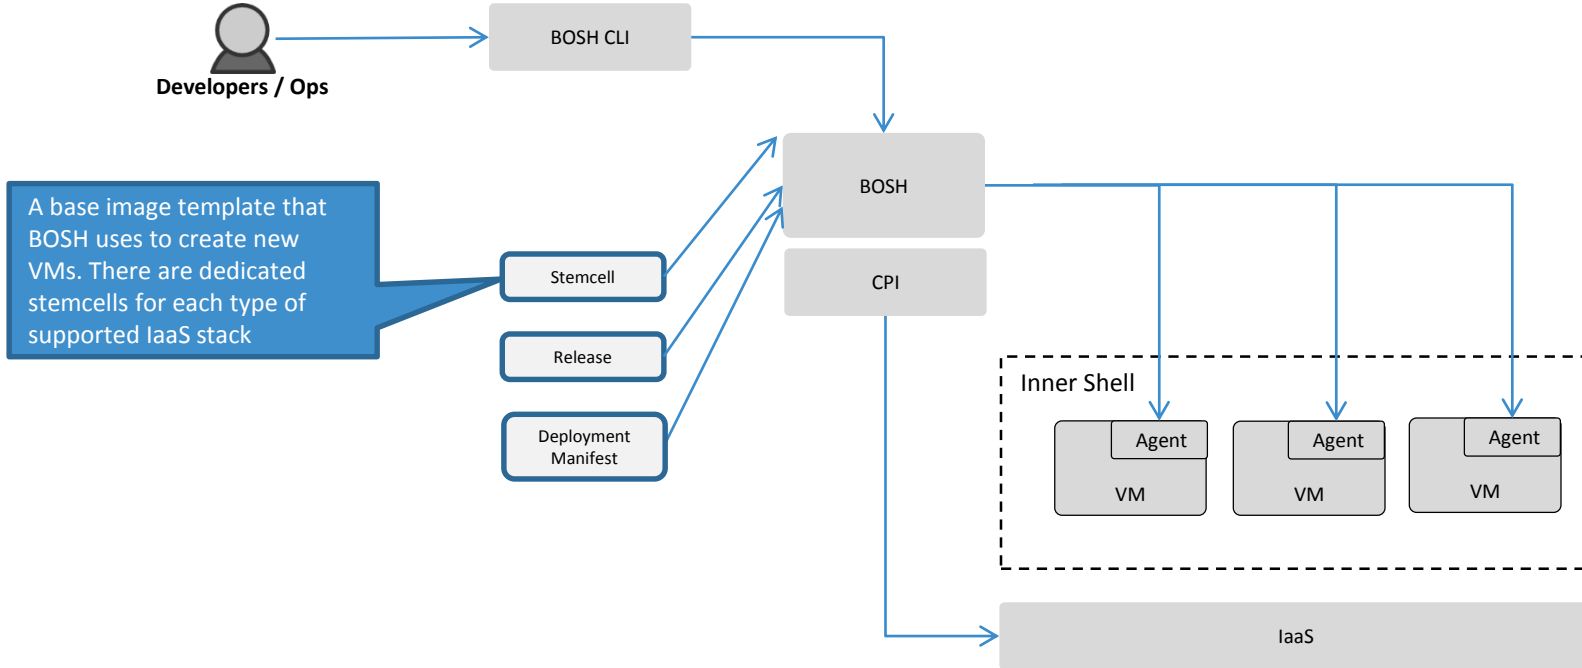 BOSH CLI
Developers / Ops
BOSH
A base image template that
BOSH uses to create new
VMs. There are dedicated
stemcells for each type of
supported IaaS stack
Stemcell
CPI
Release
Inner Shell
Deployment
Manifest
Agent
VM
Agent
VM
Agent
VM
IaaS